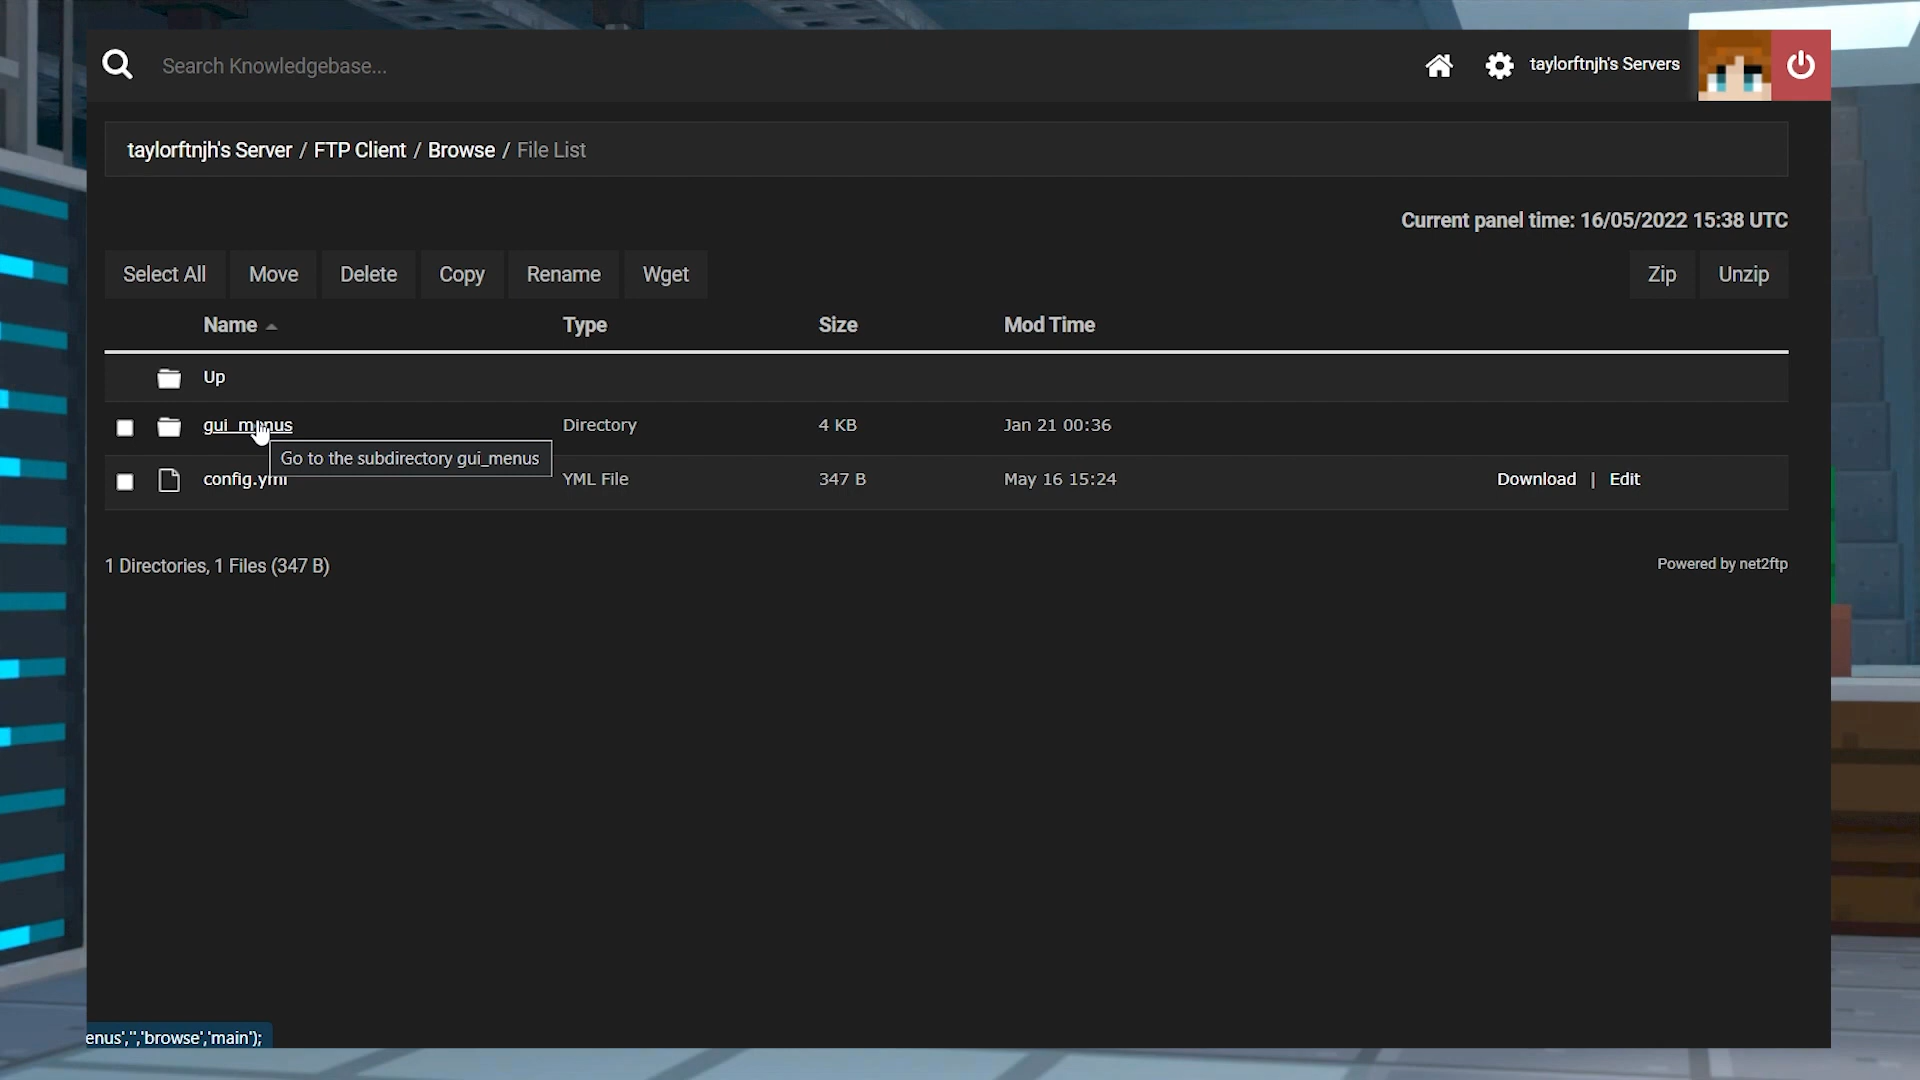 Search Knowledgebase...
taylorftnjh's Servers
taylorftnjh's Server / FTP Client / Browse / File List
Current panel time: 16/05/2022 15:38 UTC
Select All Move Delete Copy Rename Wget Zip Unzip
Name Type Size Mod Time
Up
gui_menus Directory 4 KB Jan 21 00:36
Go to the subdirectory gui_menus
config.yml YML File 347 B May 16 15:24 Download | Edit
1 Directories, 1 Files (347 B)
Powered by net2ftp
enus','','browse','main');